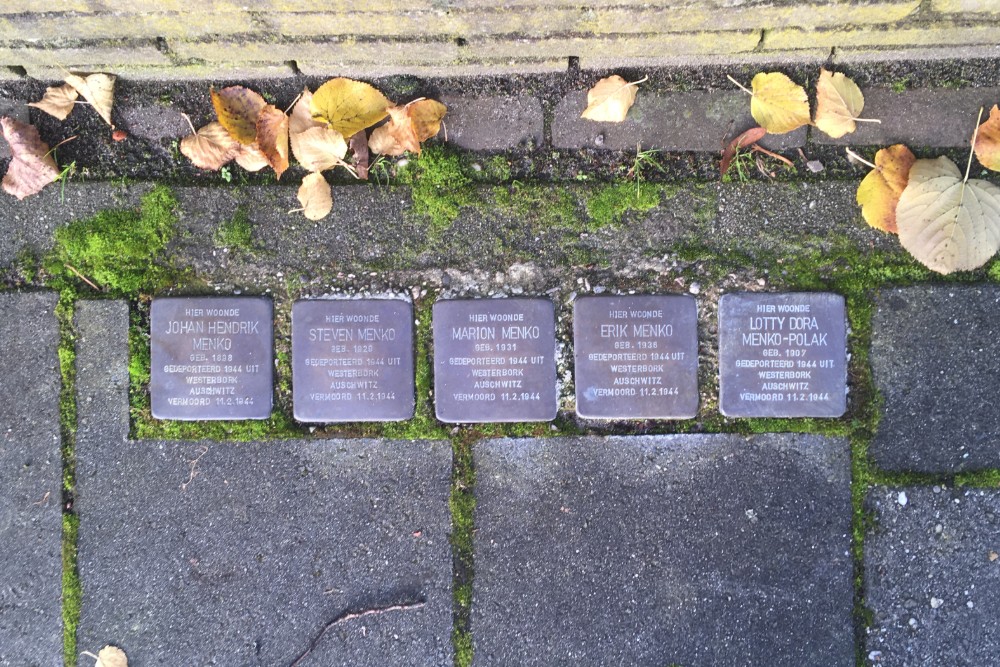 HIER WOONDE
JOHAN HENDRIK
MENKO
GEB. 1898
GEDEPORTEERD 1944 UIT
WESTERBORK
AUSCHWITZ
VERMOORD 11.2.1944
HIER WOONDE
STEVEN MENKO
GEB. 1920
GEDEPORTEERD 1944 UIT
WESTERBORK
AUSCHWITZ
VERMOORD 11.2.1944
HIER WOONDE
MARION MENKO
GEB. 1931
GEDEPORTEERD 1944 UIT
WESTERBORK
AUSCHWITZ
VERMOORD 11.2.1944
HIER WOONDE
ERIK MENKO
GEB. 1936
GEDEPORTEERD 1944 UIT
WESTERBORK
AUSCHWITZ
VERMOORD 11.2.1944
HIER WOONDE
LOTTY DORA
MENKO-POLAK
GEB. 1907
GEDEPORTEERD 1944 UIT
WESTERBORK
AUSCHWITZ
VERMOORD 11.2.1944